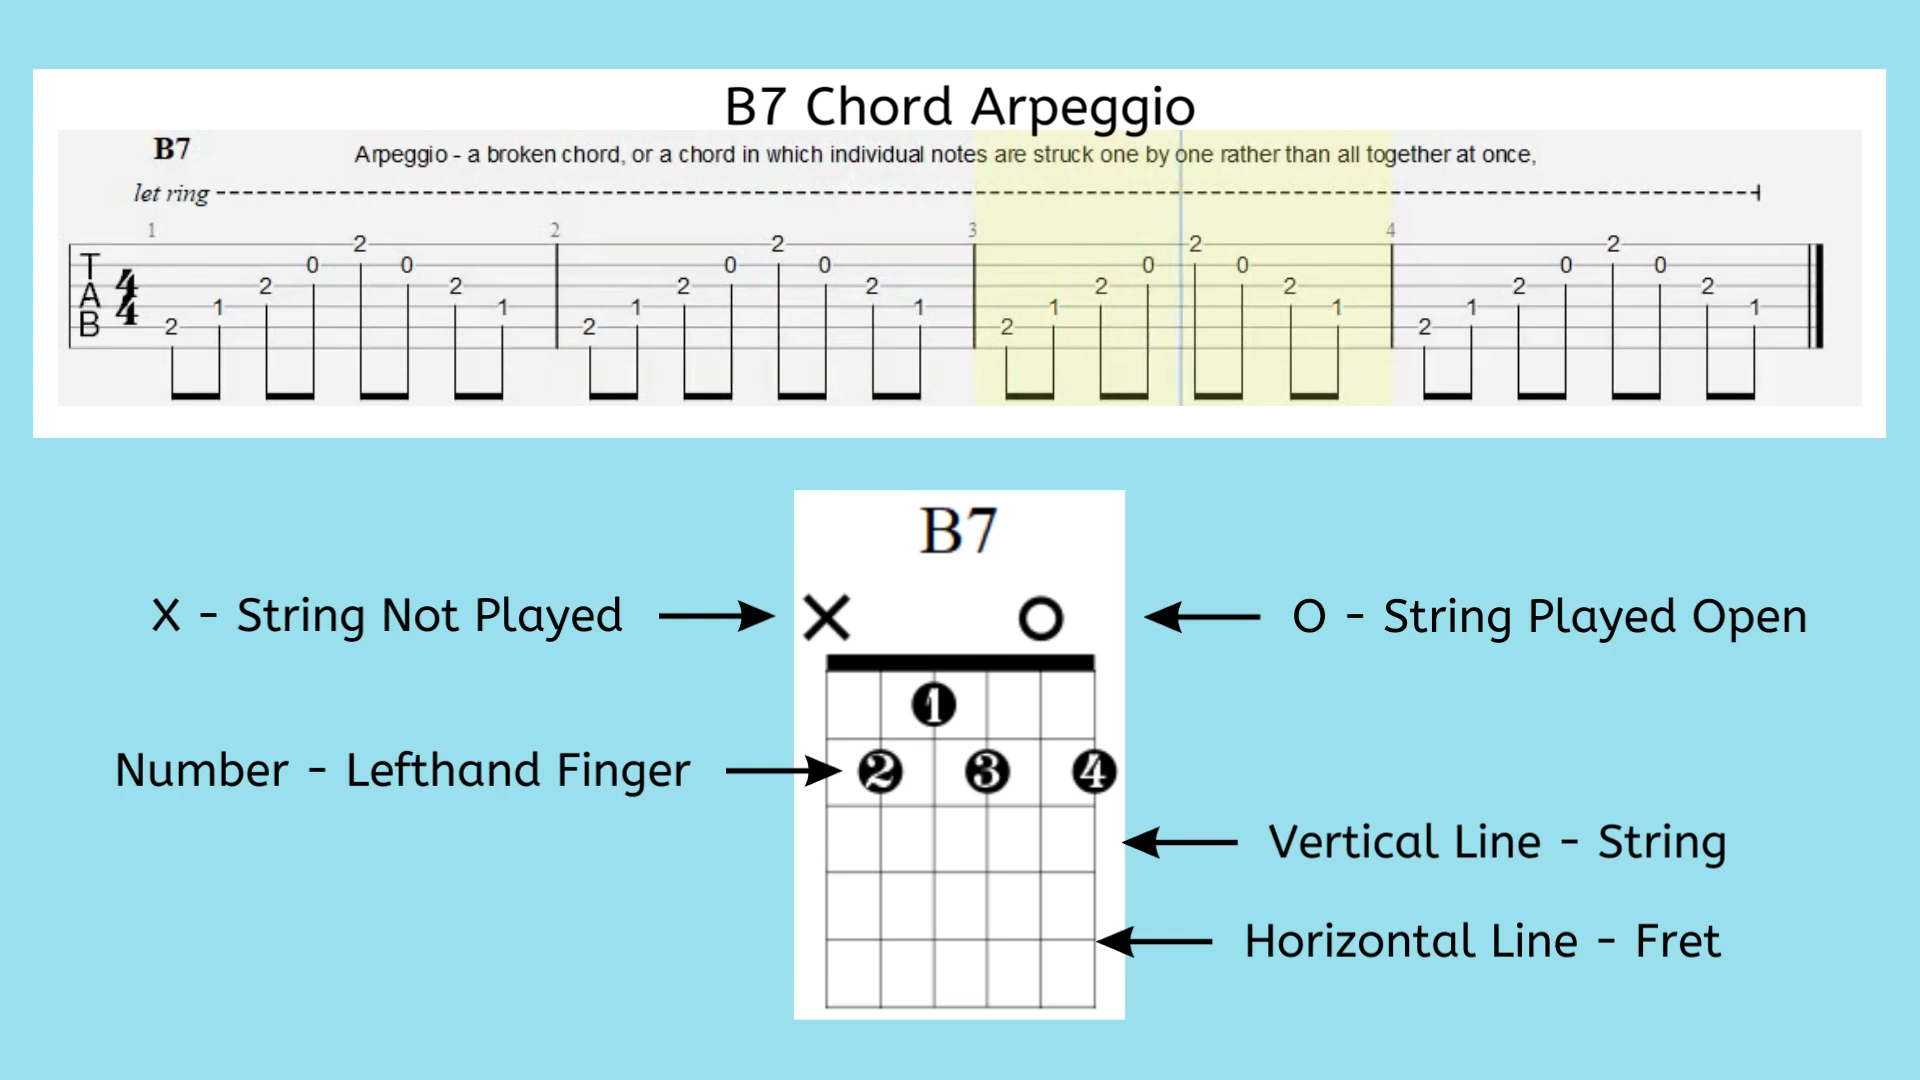 B7 Chord Arpeggio
B7
Arpeggio - a broken chord, or a chord in which individual notes are struck one by one rather than all together at once,
let ring
1 2 3 4
T
A
B
4
4
2 1 2 0 2 0 2 1
2 1 2 0 2 0 2 1
2 1 2 0 2 0 2 1
2 1 2 0 2 0 2 1
B7
X - String Not Played
X O
O - String Played Open
1
Number - Lefthand Finger
2 3 4
Vertical Line - String
Horizontal Line - Fret